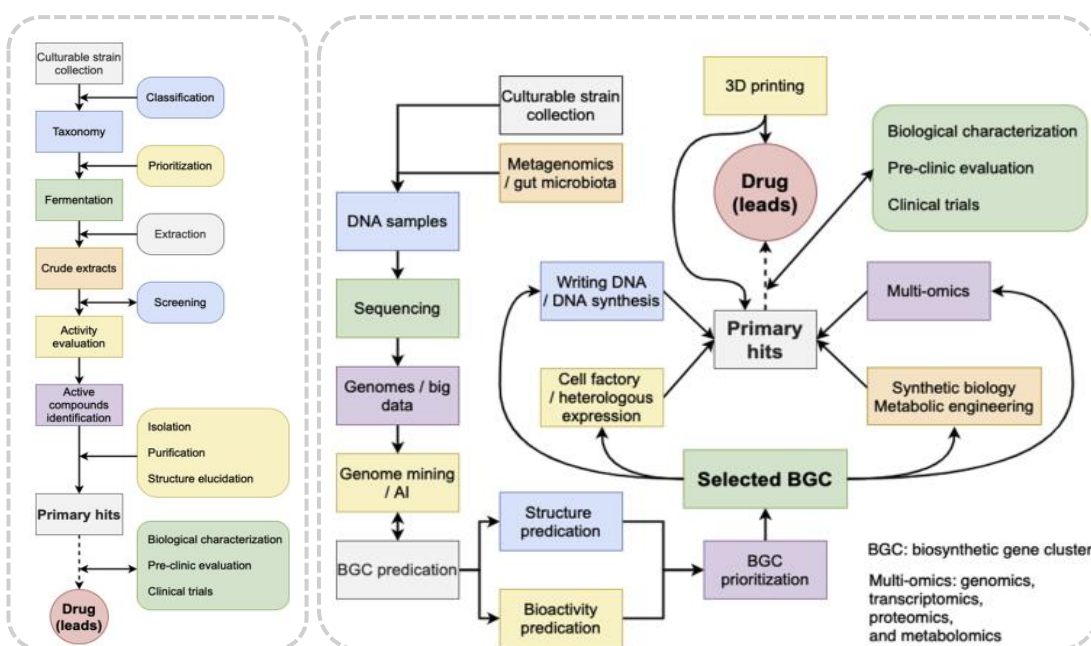 Culturable strain
collection
Classification
Taxonomy
Prioritization
Fermentation
Extraction
Crude extracts
Screening
Activity
evaluation
Active
compounds
identification
Isolation
Purification
Structure elucidation
Primary hits
Biological characterization
Pre-clinic evaluation
Clinical trials
Drug
(leads)
Culturable strain
collection
Metagenomics
/ gut microbiota
DNA samples
Sequencing
Genomes / big
data
Genome mining
/ AI
BGC predication
Structure
predication
Bioactivity
predication
BGC
prioritization
Selected BGC
Writing DNA
/ DNA synthesis
Cell factory
/ heterologous
expression
Multi-omics
Synthetic biology
Metabolic engineering
Primary
hits
3D printing
Drug
(leads)
Biological characterization
Pre-clinic evaluation
Clinical trials
BGC: biosynthetic gene cluster
Multi-omics: genomics,
transcriptomics,
proteomics,
and metabolomics